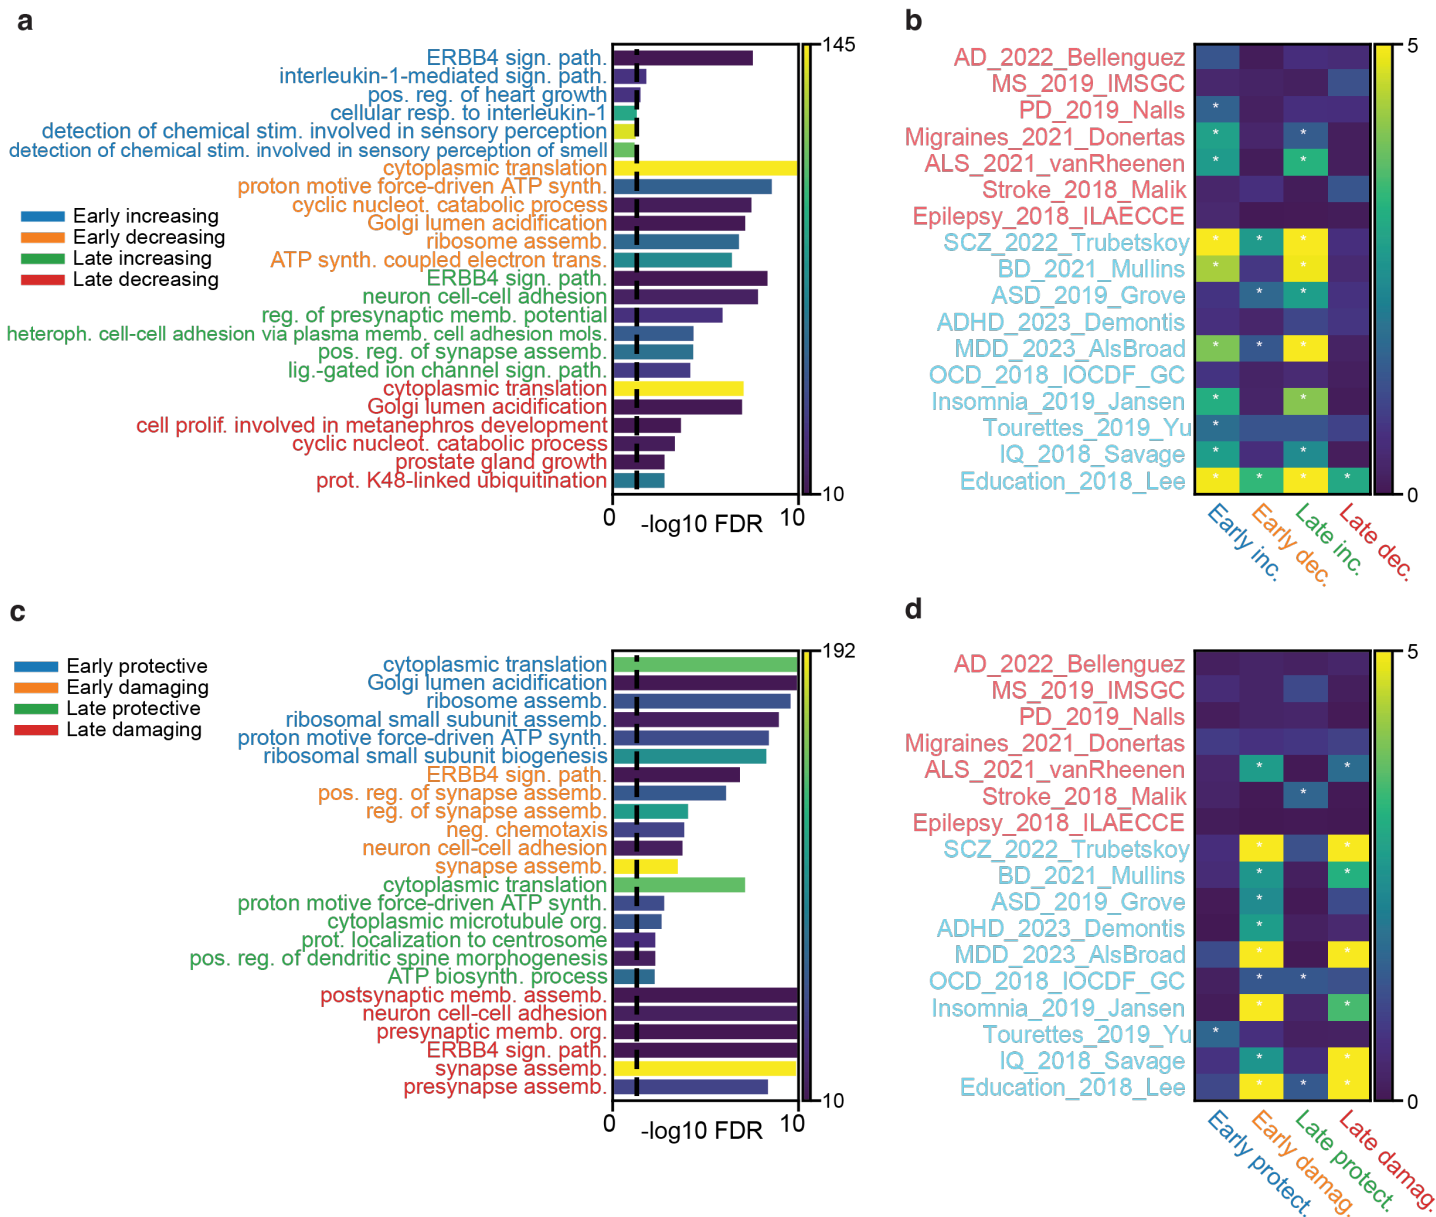 a
ERBB4 sign. path.
interleukin-1-mediated sign. path.
pos. reg. of heart growth
cellular resp. to interleukin-1
detection of chemical stim. involved in sensory perception
detection of chemical stim. involved in sensory perception of smell
cytoplasmic translation
proton motive force-driven ATP synth.
cyclic nucleot. catabolic process
Golgi lumen acidification
ribosome assemb.
ATP synth. coupled electron trans.
ERBB4 sign. path.
neuron cell-cell adhesion
reg. of presynaptic memb. potential
heteroph. cell-cell adhesion via plasma memb. cell adhesion mols.
pos. reg. of synapse assemb.
lig.-gated ion channel sign. path.
cytoplasmic translation
Golgi lumen acidification
cell prolif. involved in metanephros development
cyclic nucleot. catabolic process
prostate gland growth
prot. K48-linked ubiquitination
Early increasing
Early decreasing
Late increasing
Late decreasing
0
10
-log10 FDR
145
10
b
AD_2022_Bellenguez
MS_2019_IMSGC
PD_2019_Nalls
Migraines_2021_Donertas
ALS_2021_vanRheenen
Stroke_2018_Malik
Epilepsy_2018_ILAECCE
SCZ_2022_Trubetskoy
BD_2021_Mullins
ASD_2019_Grove
ADHD_2023_Demontis
MDD_2023_AlsBroad
OCD_2018_IOCDF_GC
Insomnia_2019_Jansen
Tourettes_2019_Yu
IQ_2018_Savage
Education_2018_Lee
Early inc.
Early dec.
Late inc.
Late dec.
5
0
c
Early protective
Early damaging
Late protective
Late damaging
cytoplasmic translation
Golgi lumen acidification
ribosome assemb.
ribosomal small subunit assemb.
proton motive force-driven ATP synth.
ribosomal small subunit biogenesis
ERBB4 sign. path.
pos. reg. of synapse assemb.
reg. of synapse assemb.
neg. chemotaxis
neuron cell-cell adhesion
synapse assemb.
cytoplasmic translation
proton motive force-driven ATP synth.
cytoplasmic microtubule org.
prot. localization to centrosome
pos. reg. of dendritic spine morphogenesis
ATP biosynth. process
postsynaptic memb. assemb.
neuron cell-cell adhesion
presynaptic memb. org.
ERBB4 sign. path.
synapse assemb.
presynapse assemb.
0
10
-log10 FDR
192
10
d
AD_2022_Bellenguez
MS_2019_IMSGC
PD_2019_Nalls
Migraines_2021_Donertas
ALS_2021_vanRheenen
Stroke_2018_Malik
Epilepsy_2018_ILAECCE
SCZ_2022_Trubetskoy
BD_2021_Mullins
ASD_2019_Grove
ADHD_2023_Demontis
MDD_2023_AlsBroad
OCD_2018_IOCDF_GC
Insomnia_2019_Jansen
Tourettes_2019_Yu
IQ_2018_Savage
Education_2018_Lee
Early protect.
Early damag.
Late protect.
Late damag.
5
0